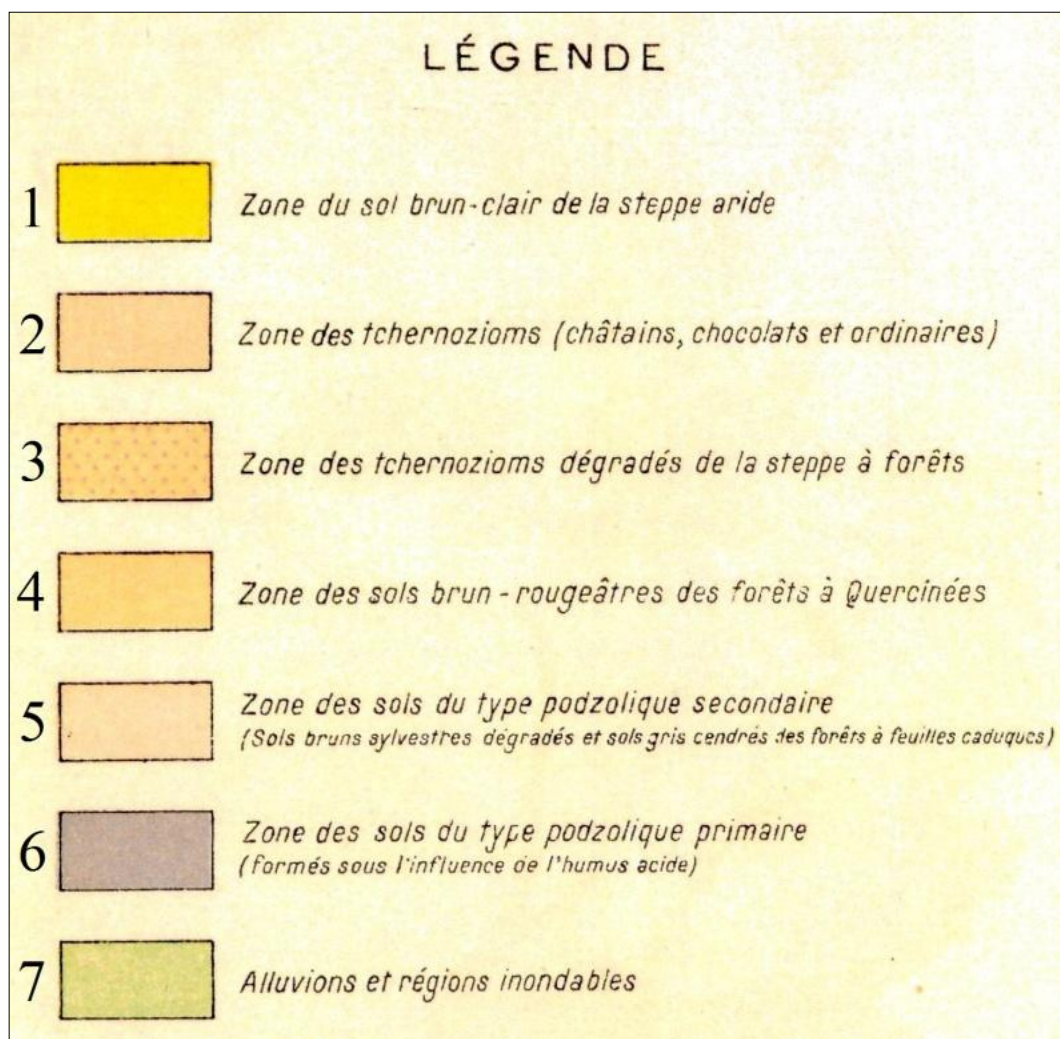 LÉGENDE
1 Zone du sol brun-clair de la steppe aride
2 Zone des tchernozioms (châtains, chocolats et ordinaires)
3 Zone des tchernozioms dégradés de la steppe à forêts
4 Zone des sols brun-rougeâtres des forêts à Quercinées
5 Zone des sols du type podzolique secondaire
(Sols bruns sylvestres dégradés et sols gris cendrés des forêts à feuilles caduques)
6 Zone des sols du type podzolique primaire
(formés sous l'influence de l'humus acide)
7 Alluvions et régions inondables